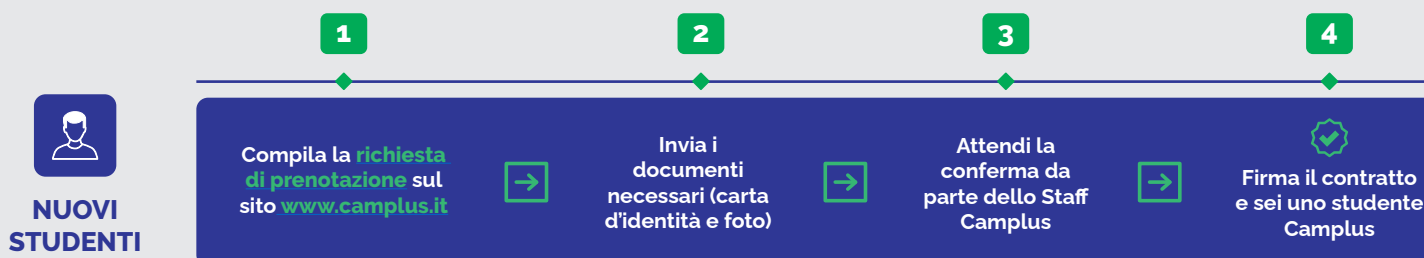 1
2
3
4
NUOVI
STUDENTI
Compila la richiesta
di prenotazione sul
sito www.camplus.it
Invia i
documenti
necessari (carta
d'identità e foto)
Attendi la
conferma da
parte dello Staff
Camplus
Firma il contratto
e sei uno studente
Camplus